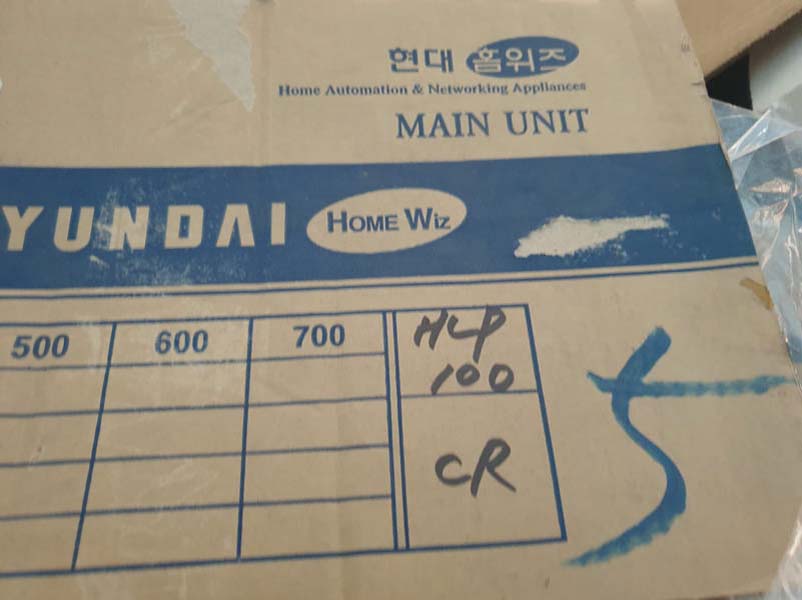 현대 홈위즈
Home Automation & Networking Appliances
MAIN UNIT
YUNDAI HOME WIZ
500 600 700 HLP
100
CR
5